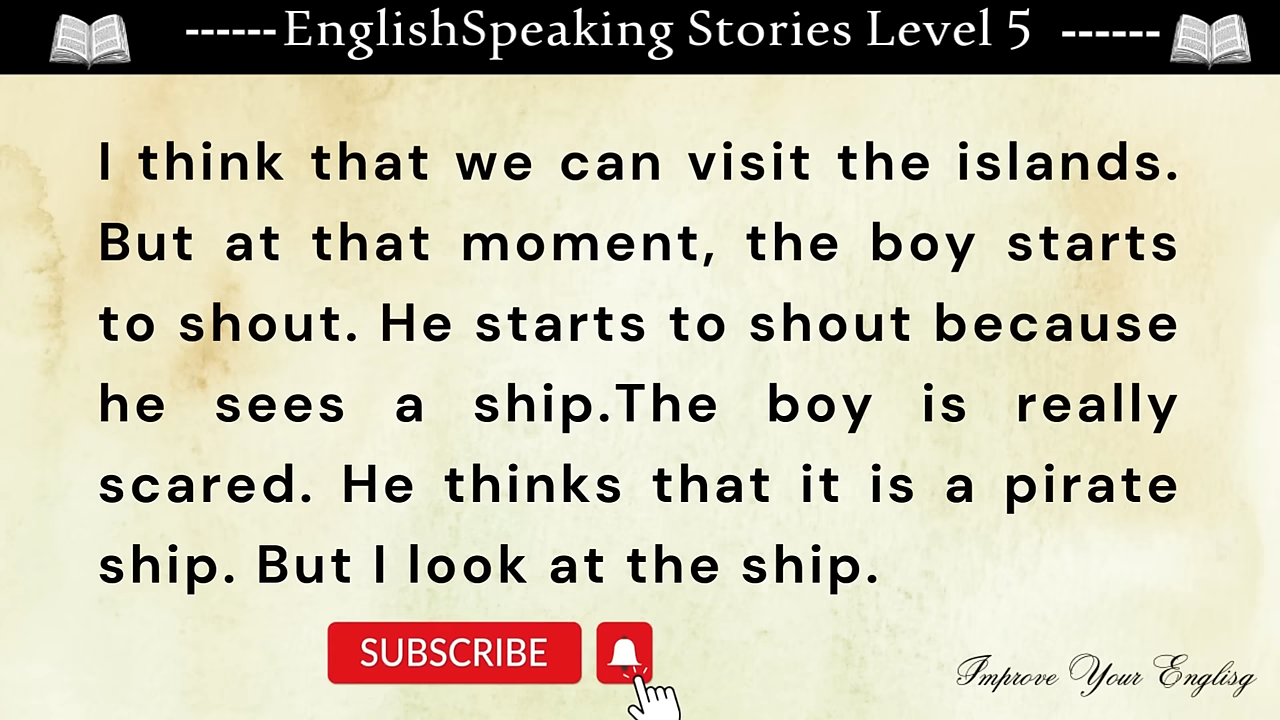 ------EnglishSpeaking Stories Level 5 ------
I think that we can visit the islands.
But at that moment, the boy starts
to shout. He starts to shout because
he sees a ship.The boy is really
scared. He thinks that it is a pirate
ship. But I look at the ship.
SUBSCRIBE
Improve Your Englisg